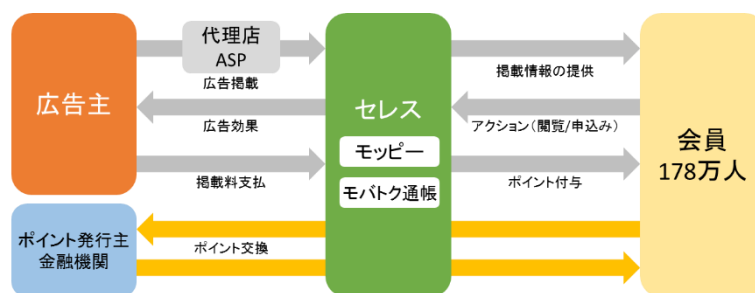 広告主
代理店
ASP
広告掲載
広告効果
掲載料支払
セレス
モッピー
モバトク通帳
掲載情報の提供
アクション(閲覧/申込み)
ポイント付与
会員
178万人
ポイント発行主
金融機関
ポイント交換